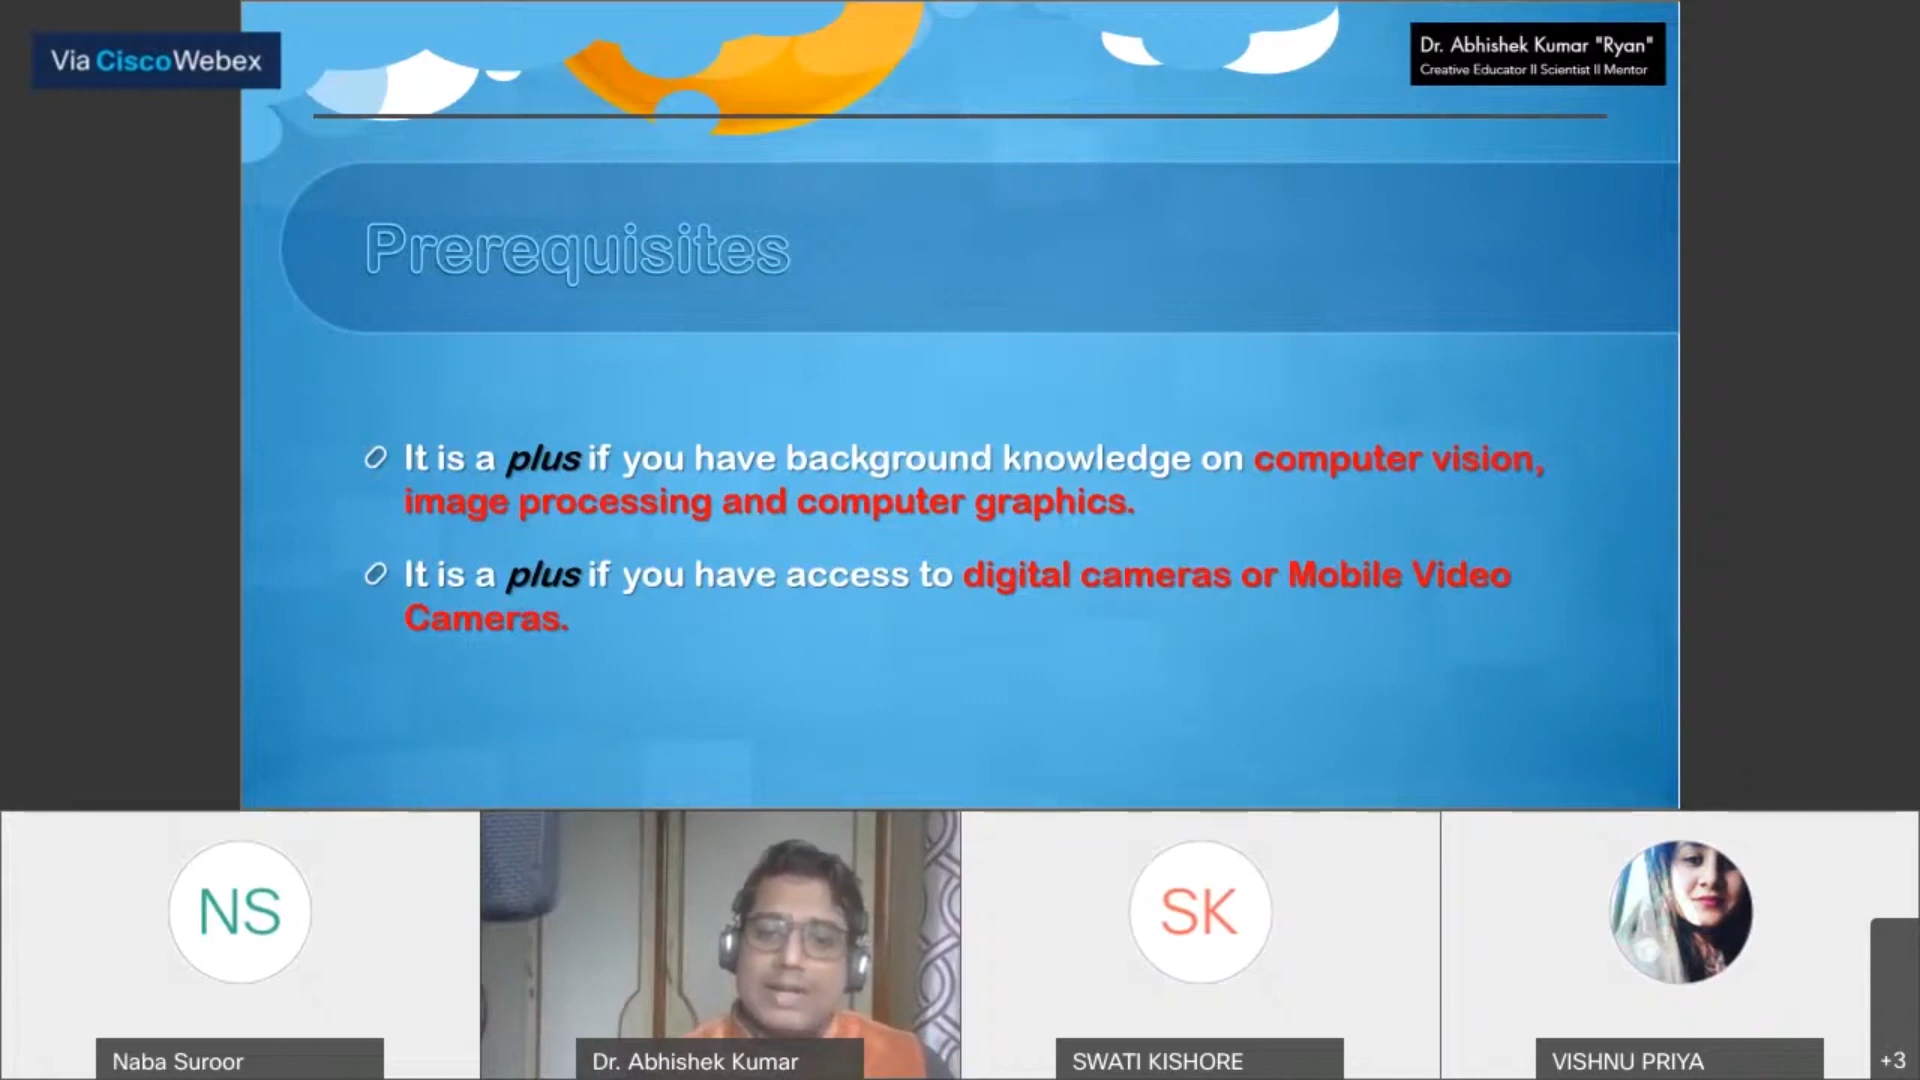 Via CiscoWebex
Dr. Abhishek Kumar "Ryan"
Creative Educator II Scientist II Mentor
Prerequisites
It is a plus if you have background knowledge on computer vision,
image processing and computer graphics.
It is a plus if you have access to digital cameras or Mobile Video
Cameras.
NS
SK
Naba Suroor
Dr. Abhishek Kumar
SWATI KISHORE
VISHNU PRIYA
+3